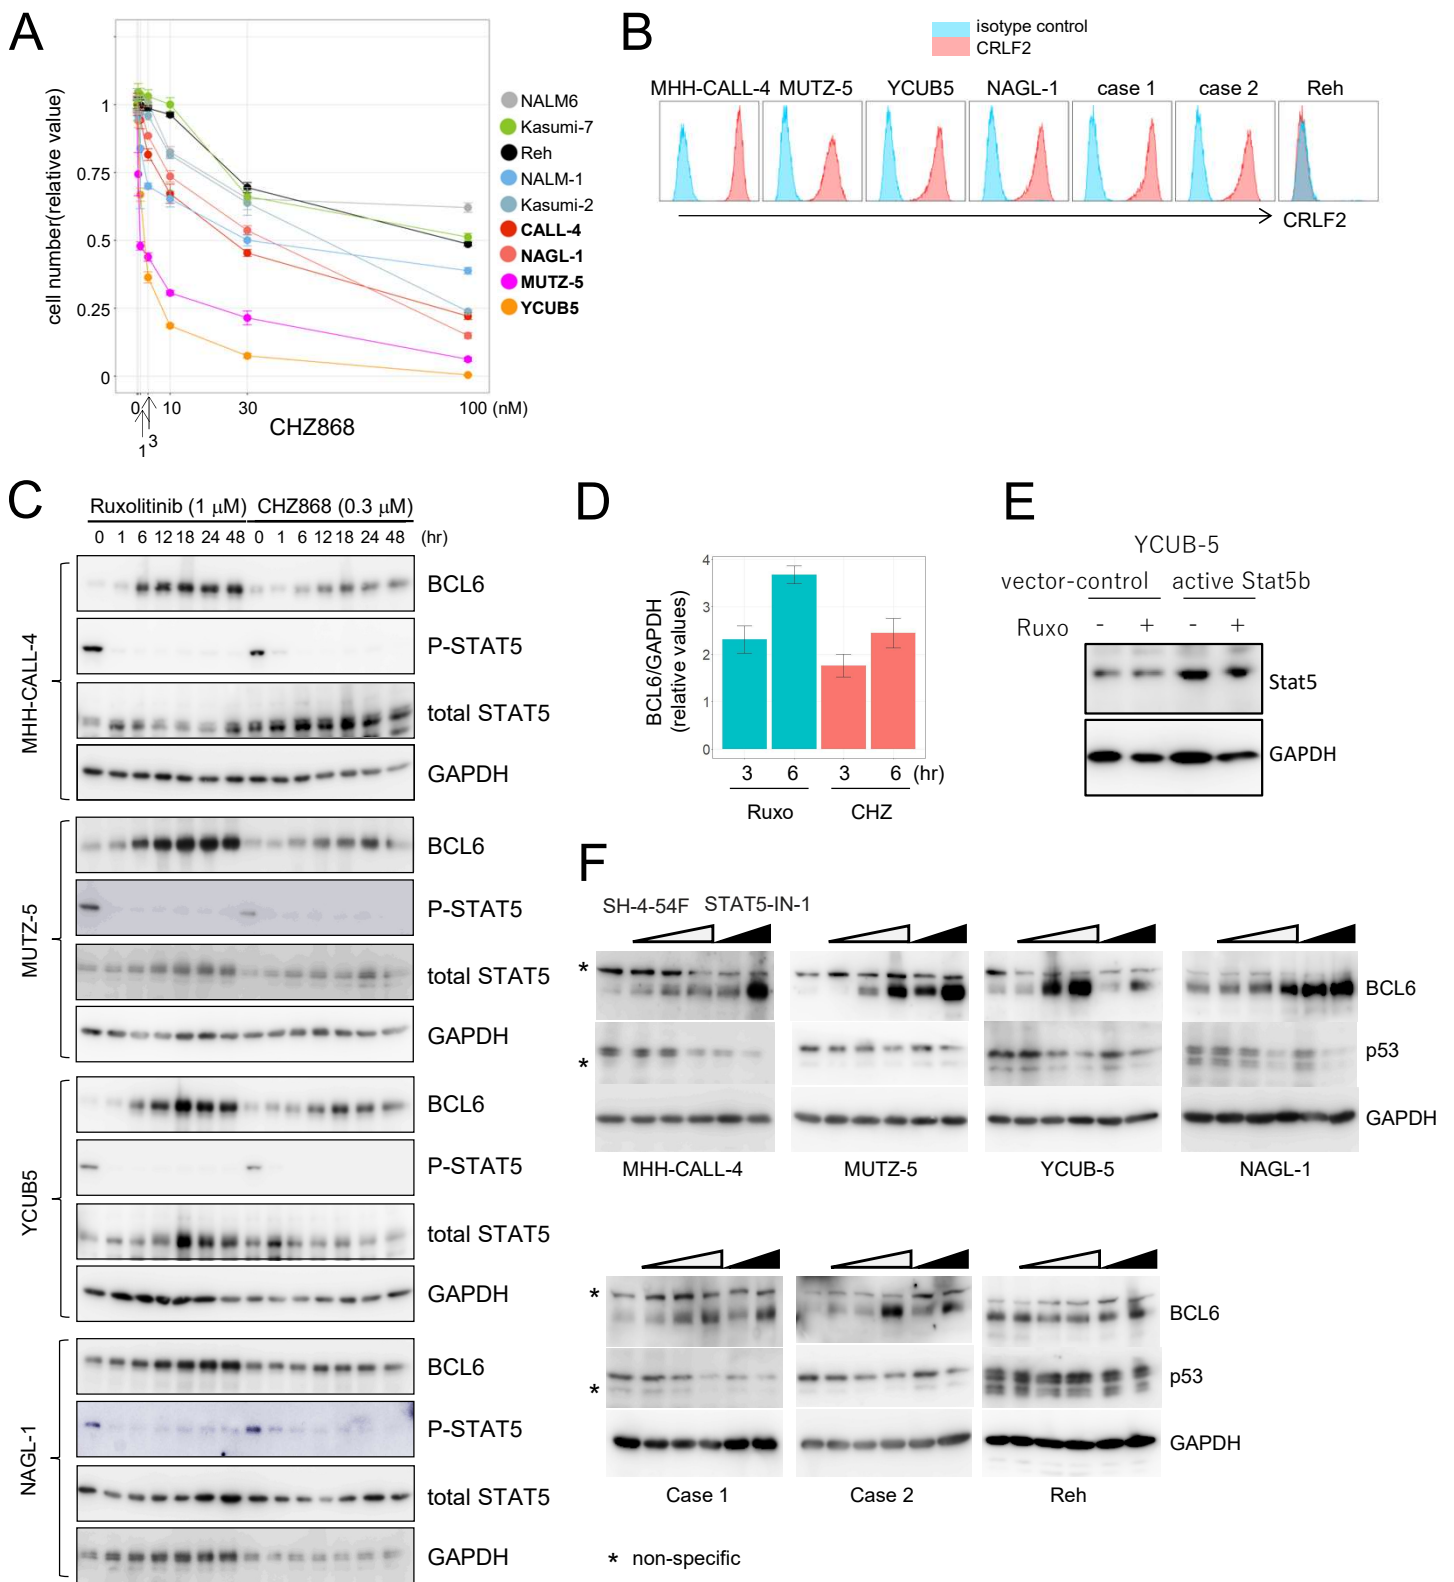 A
cell number(relative value)
1
0.75
0.5
0.25
0
0 10 30 100 (nM)
1 3
CHZ868
NALM6
Kasumi-7
Reh
NALM-1
Kasumi-2
CALL-4
NAGL-1
MUTZ-5
YCUB5
B
isotype control
CRLF2
MHH-CALL-4 MUTZ-5 YCUB5 NAGL-1 case 1 case 2 Reh
CRLF2
C
Ruxolitinib (1 μM) CHZ868 (0.3 μM)
0 1 6 12 18 24 48 0 1 6 12 18 24 48 (hr)
MHH-CALL-4
BCL6
P-STAT5
total STAT5
GAPDH
MUTZ-5
BCL6
P-STAT5
total STAT5
GAPDH
YCUB5
BCL6
P-STAT5
total STAT5
GAPDH
NAGL-1
BCL6
P-STAT5
total STAT5
GAPDH
D
BCL6/GAPDH
(relative values)
4
3
2
1
0
3 6 3 6 (hr)
Ruxo CHZ
E
YCUB-5
vector-control active Stat5b
Ruxo - + - +
Stat5
GAPDH
F
SH-4-54F STAT5-IN-1
*
BCL6
*
p53
GAPDH
MHH-CALL-4 MUTZ-5 YCUB-5 NAGL-1
*
BCL6
*
p53
GAPDH
Case 1 Case 2 Reh
* non-specific